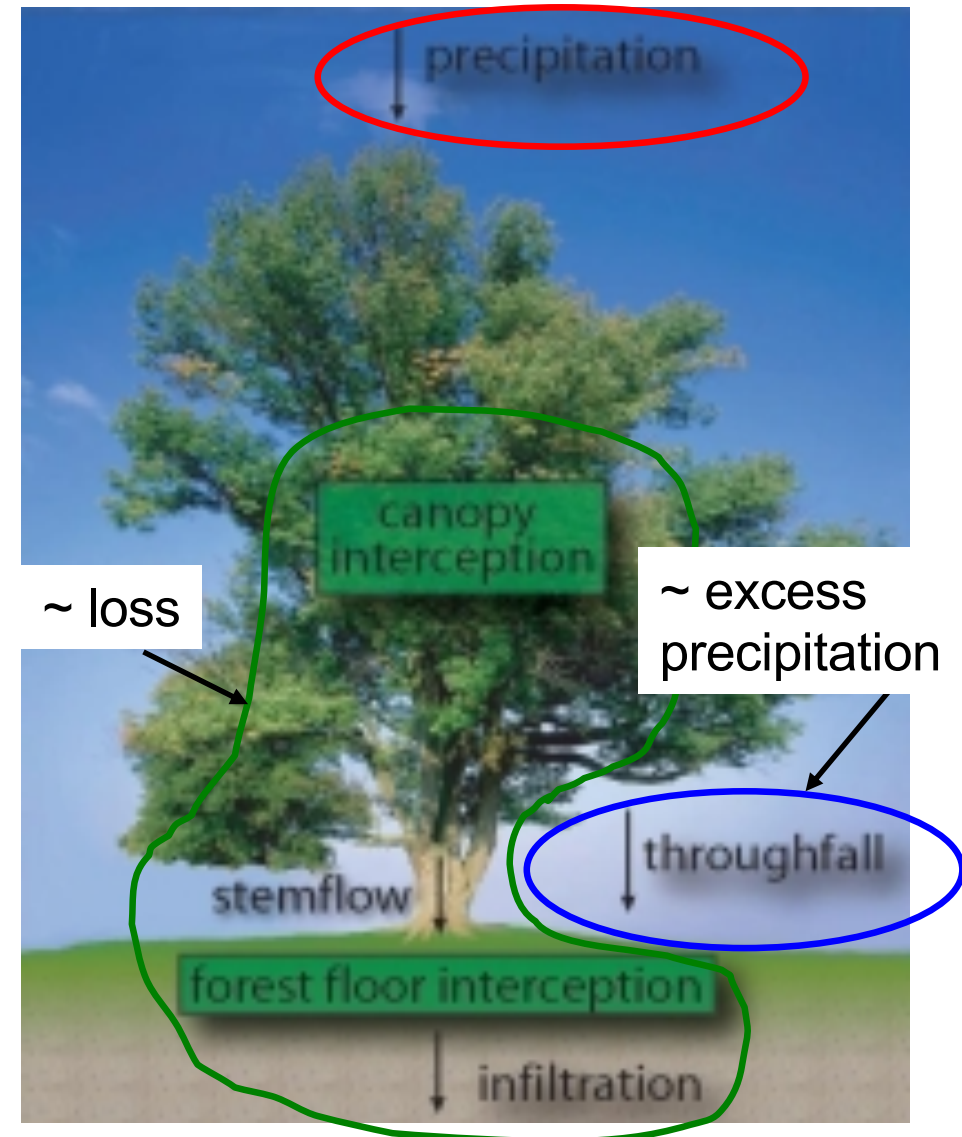 precipitation
canopy
interception
~ loss
~ excess
precipitation
throughfall
stemflow
forest floor interception
infiltration